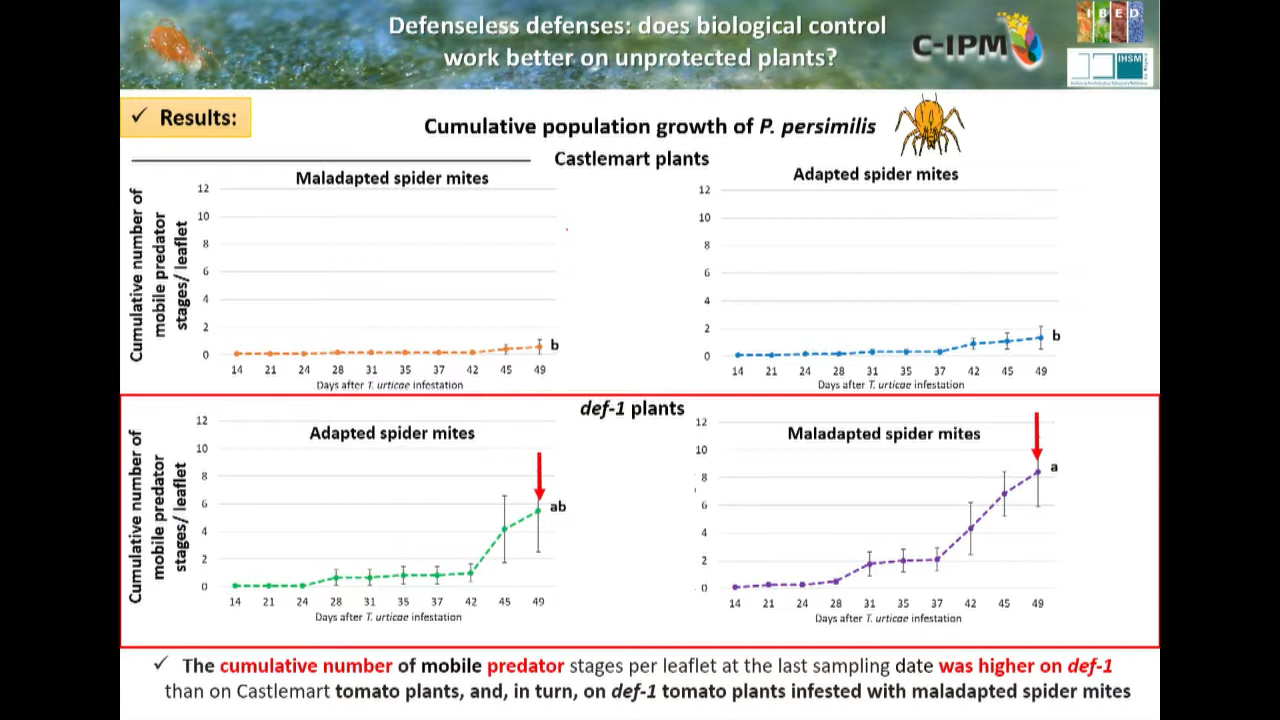 Defenseless defenses: does biological control
work better on unprotected plants?
C-IPM
I B E D
IHSM
✓ Results:
Cumulative population growth of P. persimilis
Castlemart plants
Maladapted spider mites
Cumulative number of
mobile predator
stages/ leaflet
12
10
8
6
4
2
0
b
14 21 24 28 31 35 37 42 45 49
Days after T. urticae infestation
Adapted spider mites
12
10
8
6
4
2
0
b
14 21 24 28 31 35 37 42 45 49
Days after T. urticae infestation
def-1 plants
Adapted spider mites
Cumulative number of
mobile predator
stages/ leaflet
12
10
8
6
4
2
0
ab
14 21 24 28 31 35 37 42 45 49
Days after T. urticae infestation
Maladapted spider mites
12
10
8
6
4
2
0
a
14 21 24 28 31 35 37 42 45 49
Days after T. urticae infestation
✓ The cumulative number of mobile predator stages per leaflet at the last sampling date was higher on def-1
than on Castlemart tomato plants, and, in turn, on def-1 tomato plants infested with maladapted spider mites